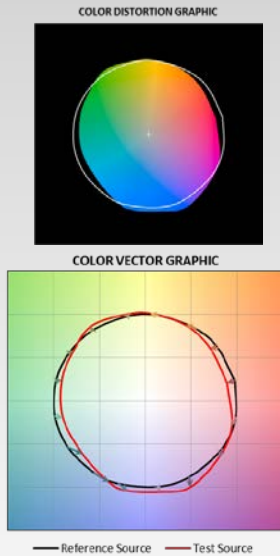 COLOR DISTORTION GRAPHIC
COLOR VECTOR GRAPHIC
Reference Source Test Source